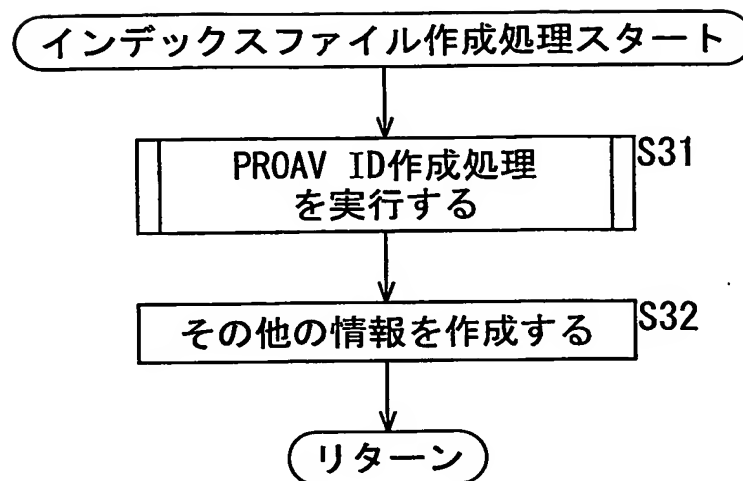 インデックスファイル作成処理スタート
PROAV ID作成処理
を実行する
S31
その他の情報を作成する
S32
リターン